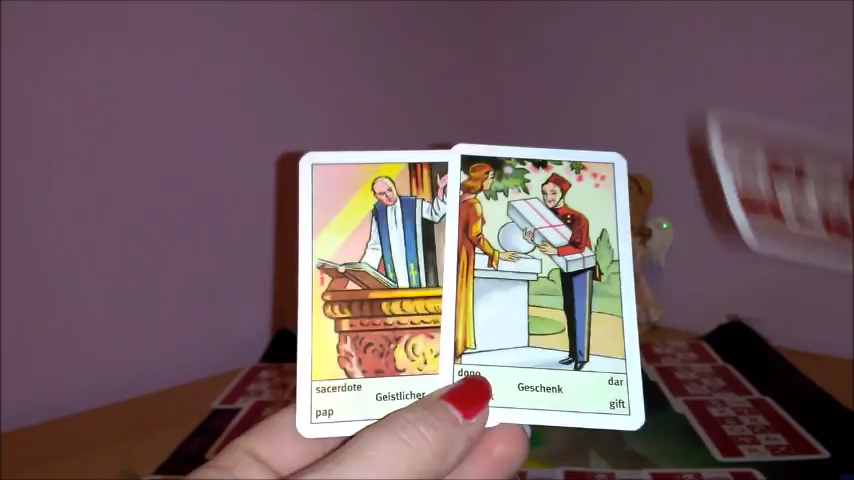 sacerdote
Geistlicher
pap
dono
Geschenk
dar
gift